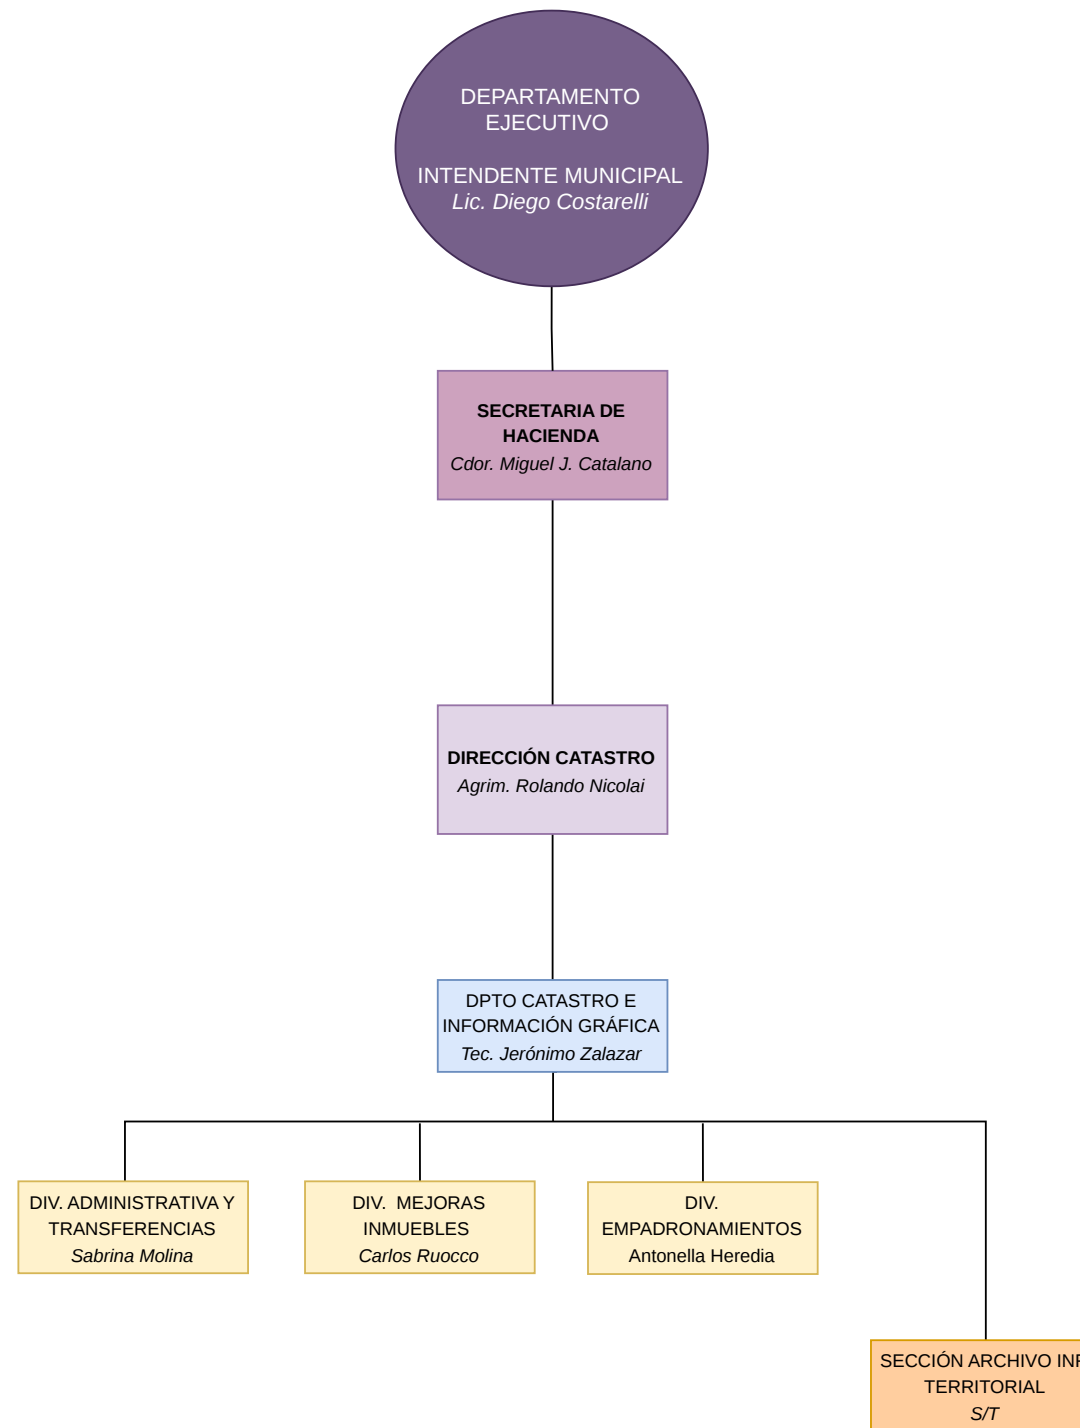 DEPARTAMENTO
EJECUTIVO
INTENDENTE MUNICIPAL
Lic. Diego Costarelli
SECRETARIA DE
HACIENDA
Cdor. Miguel J. Catalano
DIRECCIÓN CATASTRO
Agrim. Rolando Nicolai
DPTO CATASTRO E
INFORMACIÓN GRÁFICA
Tec. Jerónimo Zalazar
DIV. ADMINISTRATIVA Y
TRANSFERENCIAS
Sabrina Molina
DIV. MEJORAS
INMUEBLES
Carlos Ruocco
DIV.
EMPADRONAMIENTOS
Antonella Heredia
SECCIÓN ARCHIVO
TERRITORIAL
S/T